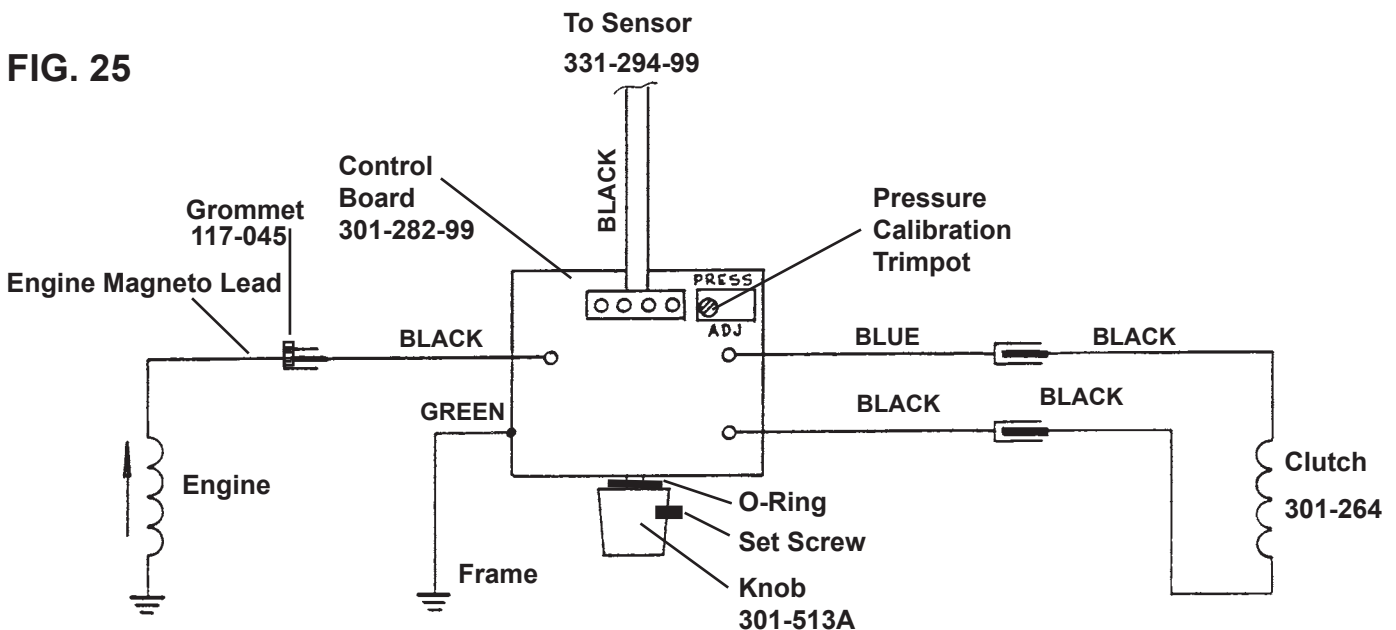 FIG. 25
To Sensor
331-294-99
BLACK
Control
Board
301-282-99
Grommet
117-045
Engine Magneto Lead
Pressure
Calibration
Trimpot
PRESS
ADJ
BLACK
BLUE
BLACK
GREEN
BLACK
BLACK
Engine
Frame
O-Ring
Set Screw
Knob
301-513A
Clutch
301-264